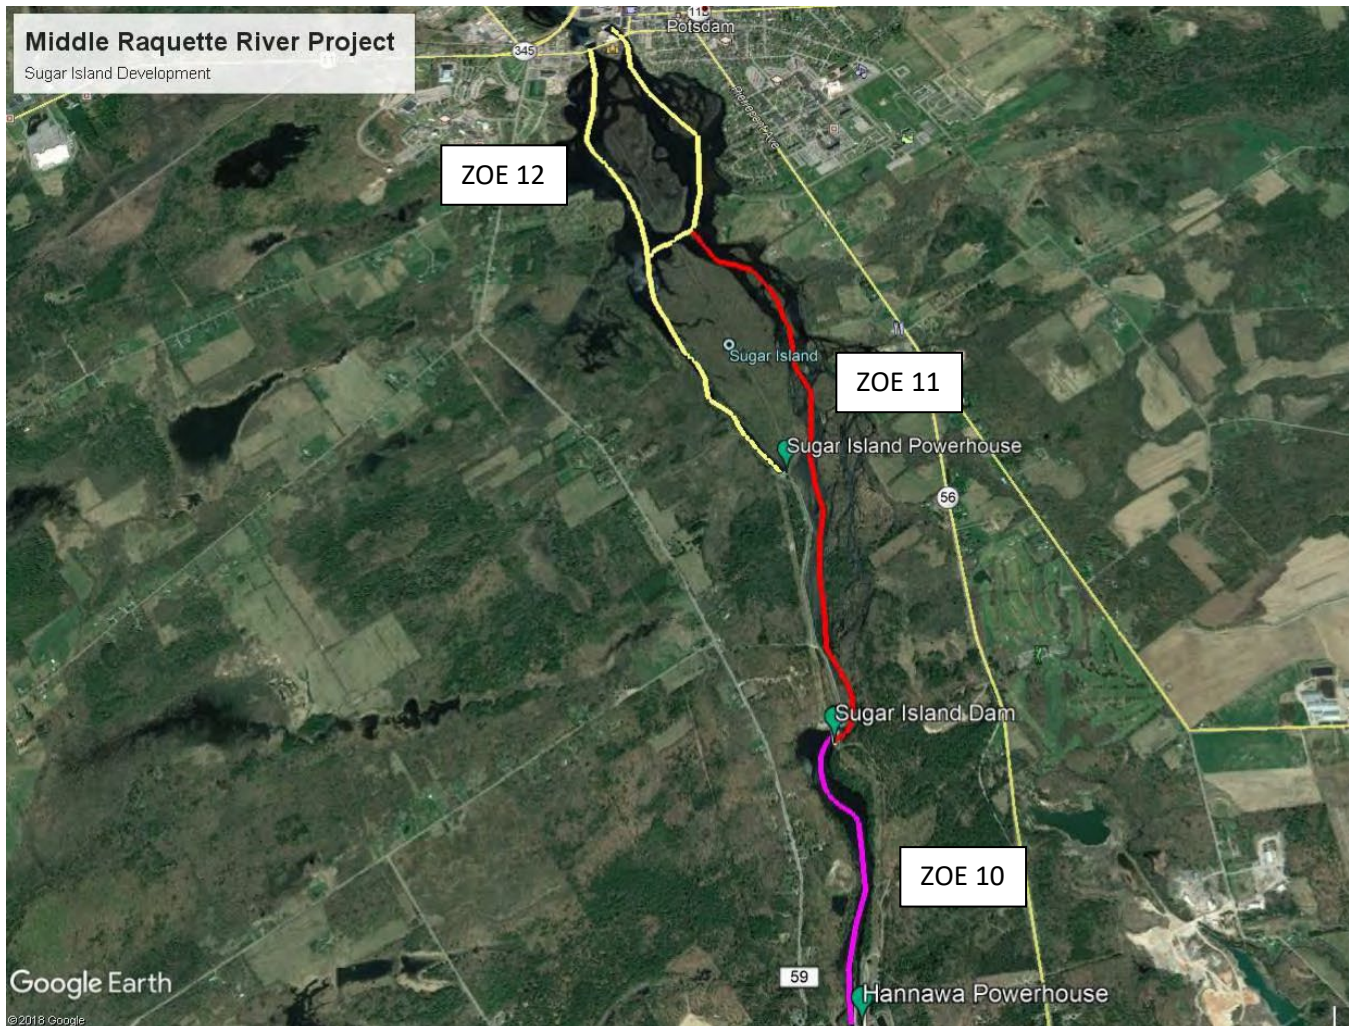 Middle Raquette River Project
Sugar Island Development
345
Potsdam
ZOE 12
Sugar Island
ZOE 11
Sugar Island Powerhouse
56
Sugar Island Dam
ZOE 10
59
Hannawa Powerhouse
Google Earth
©2018 Google